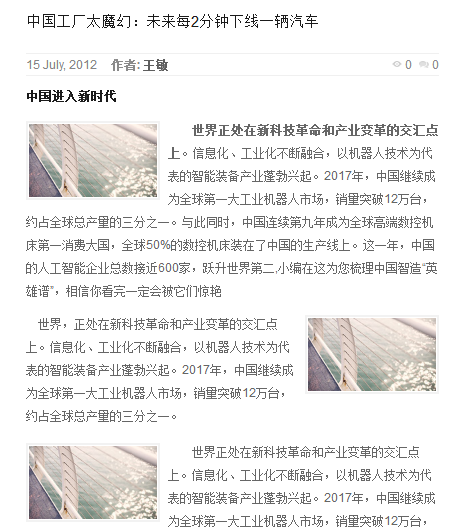 中国工厂太魔幻：未来每2分钟下线一辆汽车
15 July, 2012 作者: 王敏 0 0
中国进入新时代
世界正处在新科技革命和产业变革的交汇点
上。信息化、工业化不断融合，以机器人技术为代
表的智能装备产业蓬勃兴起。2017年，中国继续成
为全球第一大工业机器人市场，销量突破12万台，
约占全球总产量的三分之一。与此同时，中国连续第九年成为全球高端数控机
床第一消费大国，全球50%的数控机床装在了中国的生产线上。这一年，中国
的人工智能企业总数接近600家，跃升世界第二,小编在这为您梳理中国智造“英
雄谱”，相信你看完一定会被它们惊艳
世界，正处在新科技革命和产业变革的交汇点
上。信息化、工业化不断融合，以机器人技术为代
表的智能装备产业蓬勃兴起。2017年，中国继续成
为全球第一大工业机器人市场，销量突破12万台，
约占全球总产量的三分之一。
世界正处在新科技革命和产业变革的交汇点
上。信息化、工业化不断融合，以机器人技术为代
表的智能装备产业蓬勃兴起。2017年，中国继续成
为全球第一大工业机器人市场，销量突破12万台，